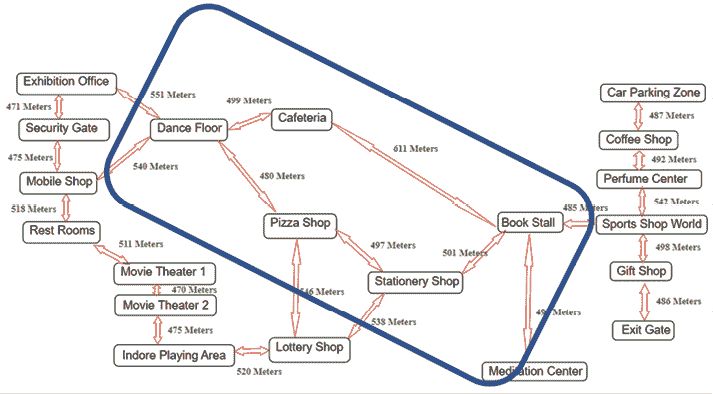 Exhibition Office
551 Meters
499 Meters
Car Parking Zone
471 Meters
487 Meters
Security Gate
Dance Floor
Cafeteria
Coffee Shop
475 Meters
540 Meters
611 Meters
492 Meters
Mobile Shop
480 Meters
Perfume Center
518 Meters
485 Meters
542 Meters
Rest Rooms
Pizza Shop
Book Stall
Sports Shop World
511 Meters
497 Meters
501 Meters
498 Meters
Movie Theater 1
Stationery Shop
Gift Shop
470 Meters
Meters
Movie Theater 2
Meters
486 Meters
475 Meters
538 Meters
Exit Gate
Indore Playing Area
Lottery Shop
520 Meters
Meditation Center